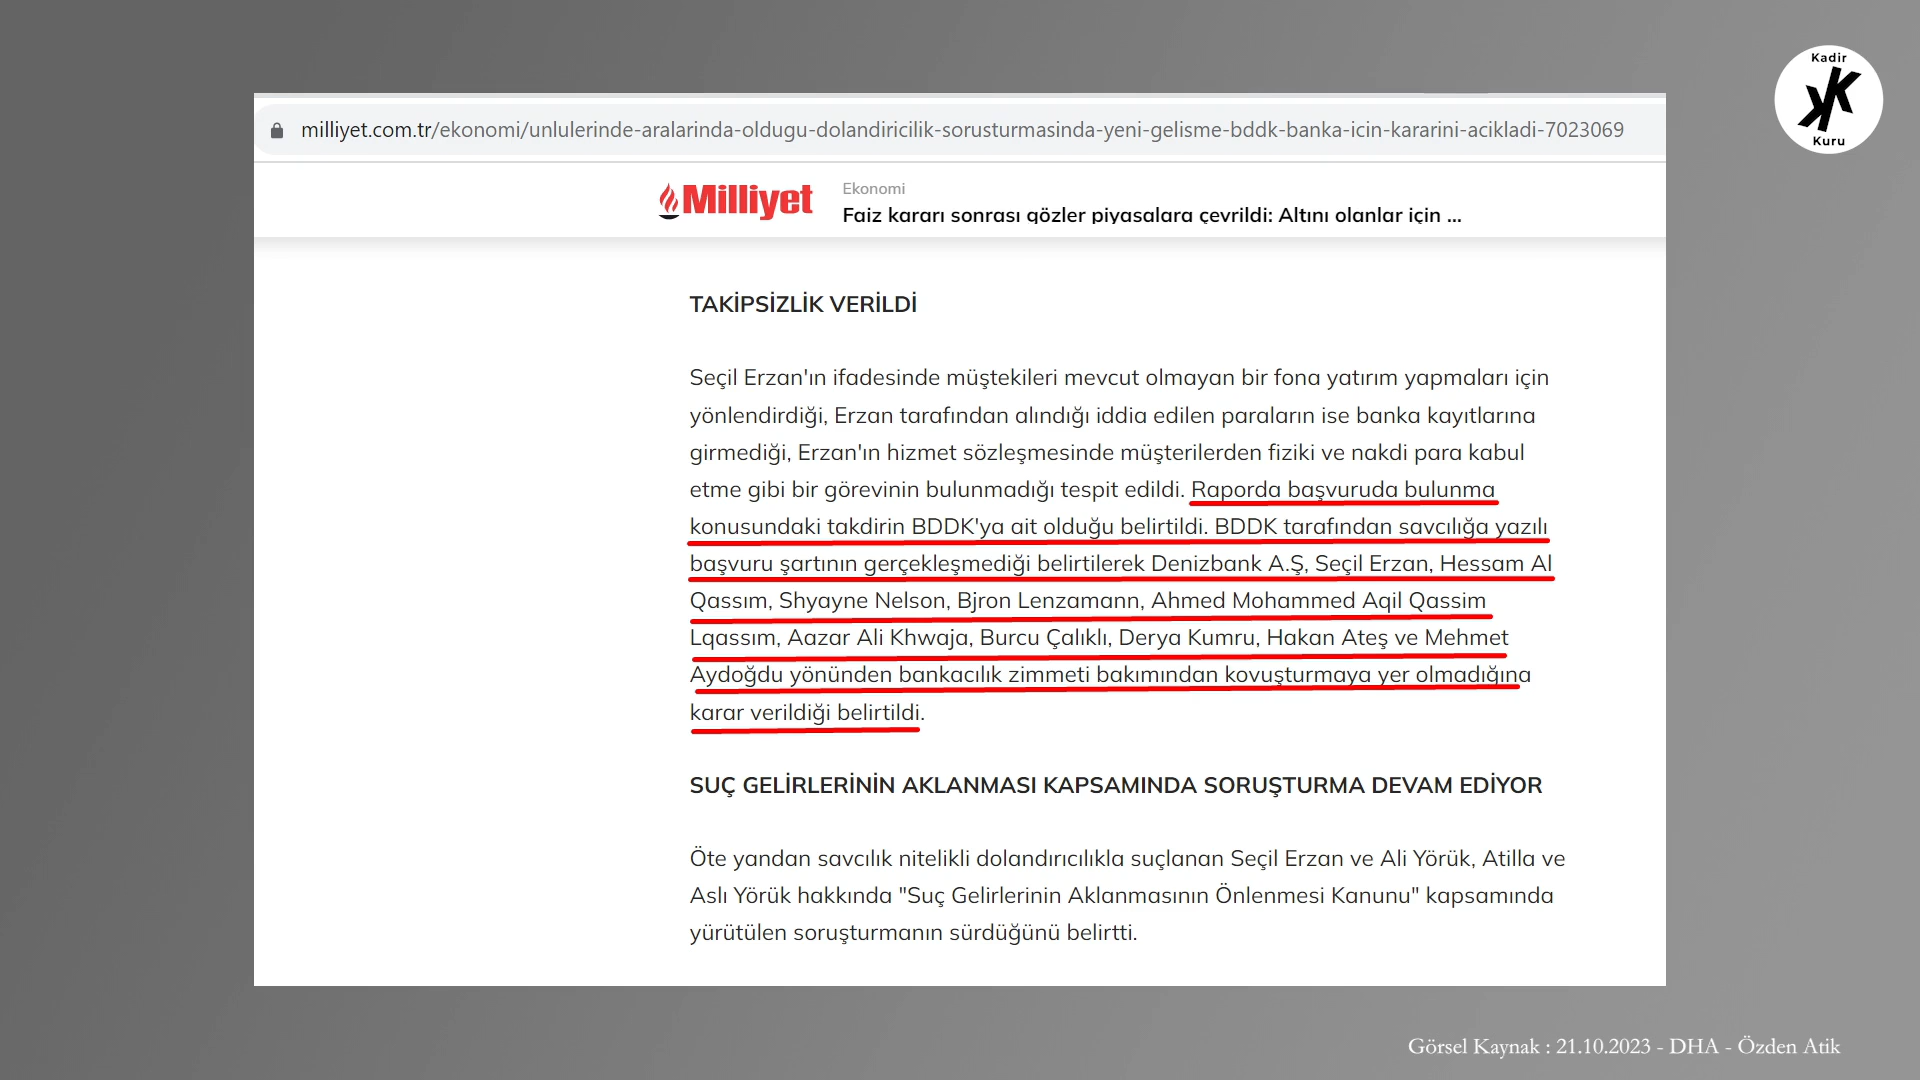 Kadir
KK
Kuru
milliyet.com.tr/ekonomi/unlulerinde-aralarinda-oldugu-dolandiricilik-sorusturmasinda-yeni-gelisme-bddk-banka-icin-kararini-acikladi-7023069
Milliyet
Ekonomi
Faiz kararı sonrası gözler piyasalara çevrildi: Altını olanlar için ...
TAKİPSİZLİK VERİLDİ
Seçil Erzan'ın ifadesinde müştekileri mevcut olmayan bir fona yatırım yapmaları için
yönlendirdiği, Erzan tarafından alındığı iddia edilen paraların ise banka kayıtlarına
girmediği, Erzan'ın hizmet sözleşmesinde müşterilerden fiziki ve nakdi para kabul
etme gibi bir görevinin bulunmadığı tespit edildi. Raporda başvuruda bulunma
konusundaki takdirin BDDK'ya ait olduğu belirtildi. BDDK tarafından savcılığa yazılı
başvuru şartının gerçekleşmediği belirtilerek Denizbank A.Ş, Seçil Erzan, Hessam Al
Qassım, Shyayne Nelson, Bjron Lenzamann, Ahmed Mohammed Aqil Qassim
Lqassım, Aazar Ali Khwaja, Burcu Çalıklı, Derya Kumru, Hakan Ateş ve Mehmet
Aydoğdu yönünden bankacılık zimmeti bakımından kovuşturmaya yer olmadığına
karar verildiği belirtildi.
SUÇ GELİRLERİNİN AKLANMASI KAPSAMINDA SORUŞTURMA DEVAM EDİYOR
Öte yandan savcılık nitelikli dolandırıcılıkla suçlanan Seçil Erzan ve Ali Yörük, Atilla ve
Aslı Yörük hakkında "Suç Gelirlerinin Aklanmasının Önlenmesi Kanunu" kapsamında
yürütülen soruşturmanın sürdüğünü belirtti.
Görsel Kaynak : 21.10.2023 - DHA - Özden Atik